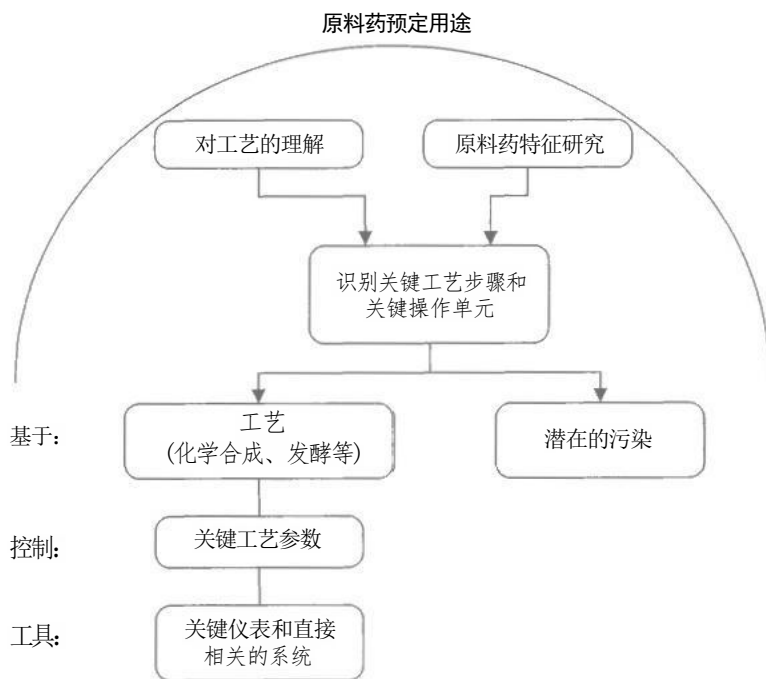 原料药预定用途
对工艺的理解
原料药特征研究
识别关键工艺步骤和
关键操作单元
基于:
工艺
(化学合成、发酵等)
潜在的污染
控制:
关键工艺参数
工具:
关键仪表和直接
相关的系统